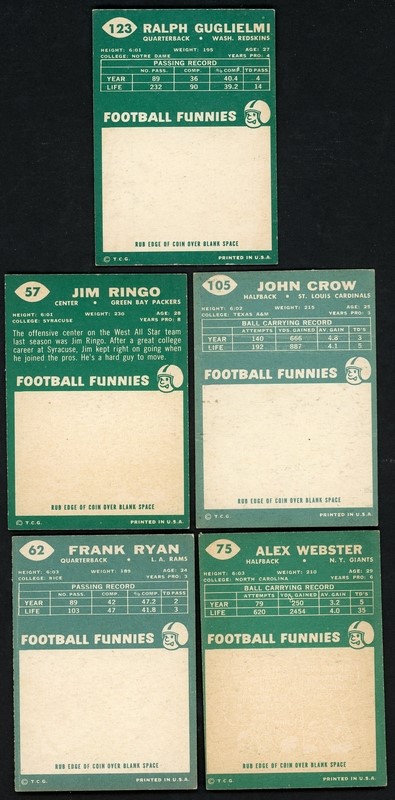 123 RALPH GUGLIELMI
QUARTERBACK • WASH. REDSKINS
HEIGHT: 6:01 WEIGHT: 195 AGE: 27
COLLEGE: NOTRE DAME YEARS PRO: 4
PASSING RECORD
NO. PASS. COMP. % COMP. TD PASS
YEAR 89 36 40.4 4
LIFE 232 90 39.2 14
FOOTBALL FUNNIES
RUB EDGE OF COIN OVER BLANK SPACE
© T.C.G. PRINTED IN U.S.A.
57 JIM RINGO
CENTER • GREEN BAY PACKERS
HEIGHT: 6:01 WEIGHT: 230 AGE: 28
COLLEGE: SYRACUSE YEARS PRO: 8
The offensive center on the West All Star team
last season was Jim Ringo. After a great college
career at Syracuse, Jim kept right on going when
he joined the pros. He's a hard guy to move.
FOOTBALL FUNNIES
RUB EDGE OF COIN OVER BLANK SPACE
© T.C.G. PRINTED IN U.S.A.
105 JOHN CROW
HALFBACK • ST. LOUIS CARDINALS
HEIGHT: 6:02 WEIGHT: 215 AGE: 25
COLLEGE: TEXAS A&M YEARS PRO: 3
BALL CARRYING RECORD
ATTEMPTS YDS. GAINED AV. GAIN TD'S
YEAR 140 666 4.8 3
LIFE 192 887 4.1 5
FOOTBALL FUNNIES
RUB EDGE OF COIN OVER BLANK SPACE
© T.C.G. PRINTED IN U.S.A.
62 FRANK RYAN
QUARTERBACK • L. A. RAMS
HEIGHT: 6:03 WEIGHT: 186 AGE: 24
COLLEGE: RICE YEARS PRO: 3
PASSING RECORD
NO. PASS. COMP. % COMP. TD PASS
YEAR 89 42 47.2 2
LIFE 103 47 41.8 3
FOOTBALL FUNNIES
RUB EDGE OF COIN OVER BLANK SPACE
© T.C.G. PRINTED IN U.S.A.
75 ALEX WEBSTER
HALFBACK • N. Y. GIANTS
HEIGHT: 6:03 WEIGHT: 210 AGE: 29
COLLEGE: NORTH CAROLINA YEARS PRO: 6
BALL CARRYING RECORD
ATTEMPTS YDS. GAINED AV. GAIN TD'S
YEAR 79 250 3.2 5
LIFE 620 2454 4.0 35
FOOTBALL FUNNIES
RUB EDGE OF COIN OVER BLANK SPACE
© T.C.G. PRINTED IN U.S.A.